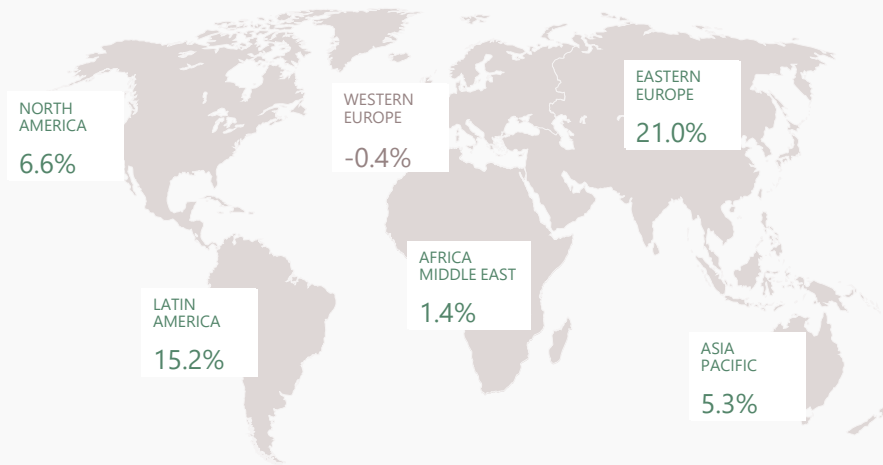 NORTH
AMERICA
6.6%
WESTERN
EUROPE
-0.4%
EASTERN
EUROPE
21.0%
LATIN
AMERICA
15.2%
AFRICA
MIDDLE EAST
1.4%
ASIA
PACIFIC
5.3%